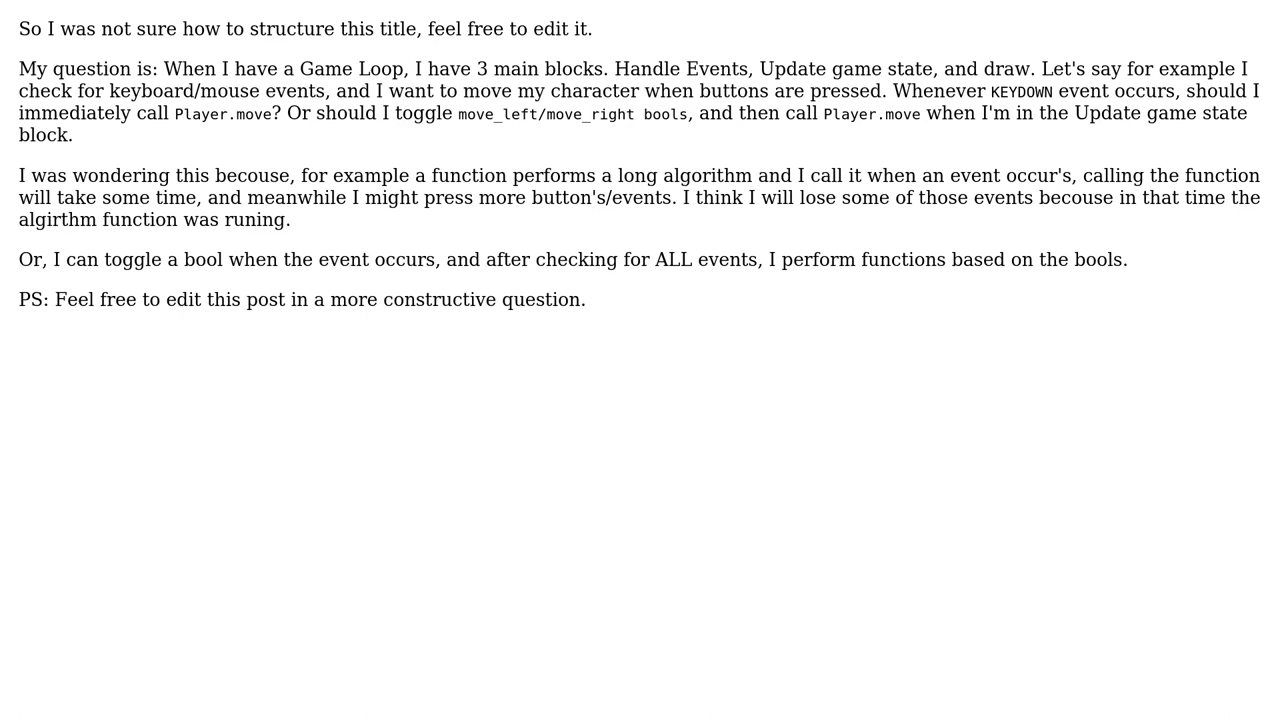 So I was not sure how to structure this title, feel free to edit it.
My question is: When I have a Game Loop, I have 3 main blocks. Handle Events, Update game state, and draw. Let's say for example I
check for keyboard/mouse events, and I want to move my character when buttons are pressed. Whenever KEYDOWN event occurs, should I
immediately call Player.move? Or should I toggle move_left/move_right bools, and then call Player.move when I'm in the Update game state
block.
I was wondering this becouse, for example a function performs a long algorithm and I call it when an event occur's, calling the function
will take some time, and meanwhile I might press more button's/events. I think I will lose some of those events becouse in that time the
algirthm function was runing.
Or, I can toggle a bool when the event occurs, and after checking for ALL events, I perform functions based on the bools.
PS: Feel free to edit this post in a more constructive question.